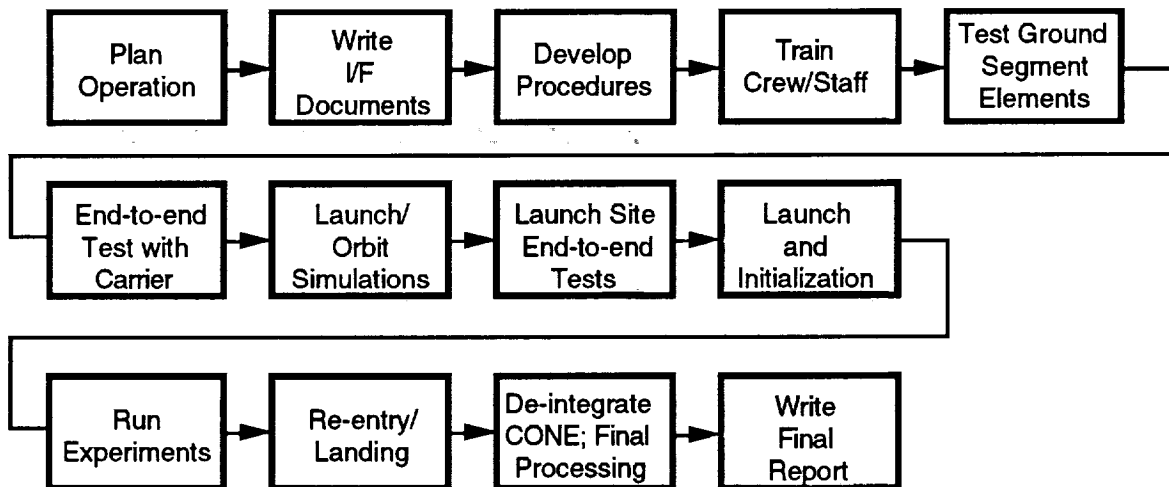 Plan
Operation
Write
I/F
Documents
Develop
Procedures
Train
Crew/Staff
Test Ground
Segment
Elements
End-to-end
Test with
Carrier
Launch/
Orbit
Simulations
Launch Site
End-to-end
Tests
Launch
and
Initialization
Run
Experiments
Re-entry/
Landing
De-integrate
CONE; Final
Processing
Write
Final
Report